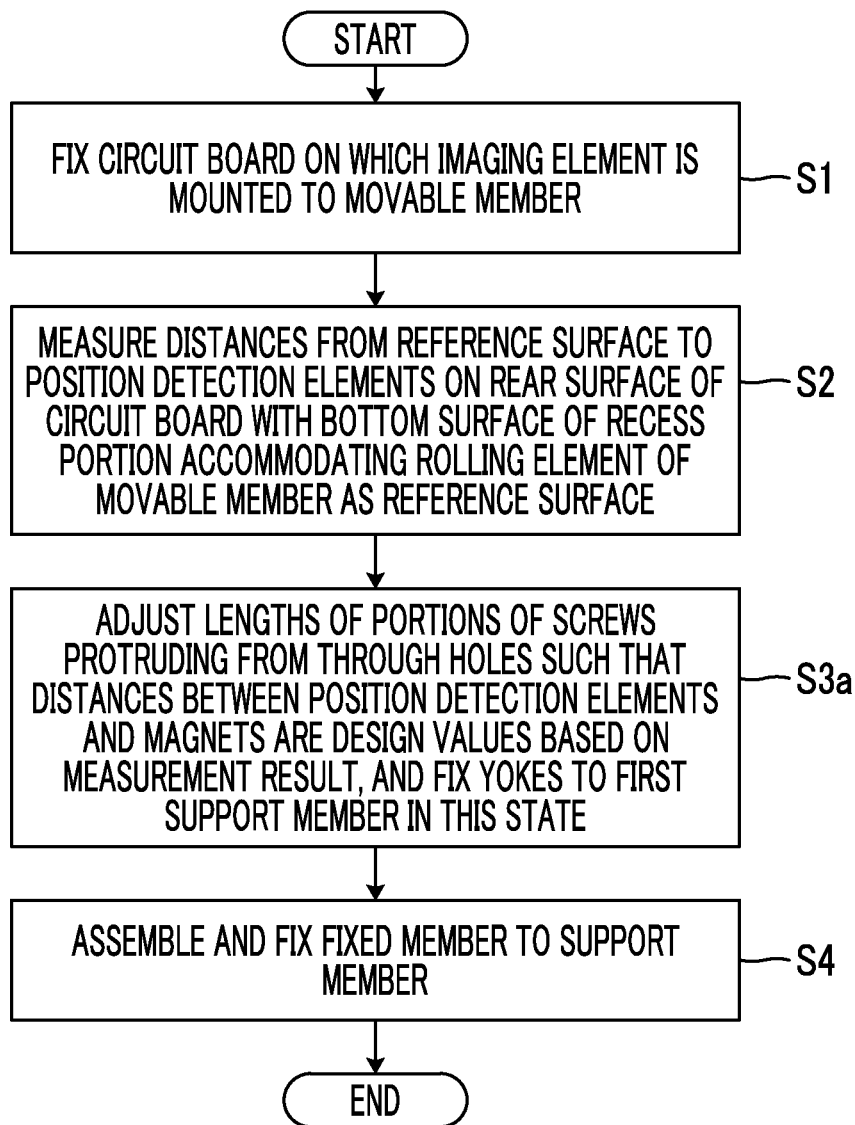 START
FIX CIRCUIT BOARD ON WHICH IMAGING ELEMENT IS
MOUNTED TO MOVABLE MEMBER
S1
MEASURE DISTANCES FROM REFERENCE SURFACE TO
POSITION DETECTION ELEMENTS ON REAR SURFACE OF
CIRCUIT BOARD WITH BOTTOM SURFACE OF RECESS
PORTION ACCOMMODATING ROLLING ELEMENT OF
MOVABLE MEMBER AS REFERENCE SURFACE
S2
ADJUST LENGTHS OF PORTIONS OF SCREWS
PROTRUDING FROM THROUGH HOLES SUCH THAT
DISTANCES BETWEEN POSITION DETECTION ELEMENTS
AND MAGNETS ARE DESIGN VALUES BASED ON
MEASUREMENT RESULT, AND FIX YOKES TO FIRST
SUPPORT MEMBER IN THIS STATE
S3a
ASSEMBLE AND FIX FIXED MEMBER TO SUPPORT
MEMBER
S4
END